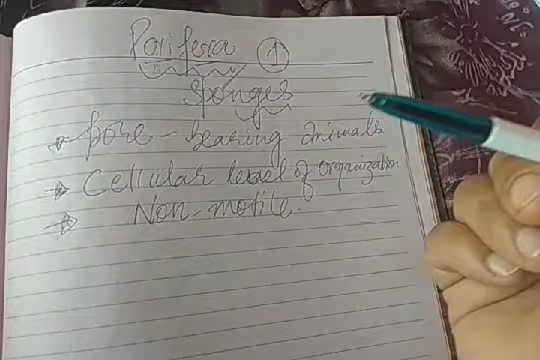 Porifera ①
Sponges
→ Pore - bearing animals
→ Cellular level of organization
→ Non-motile.